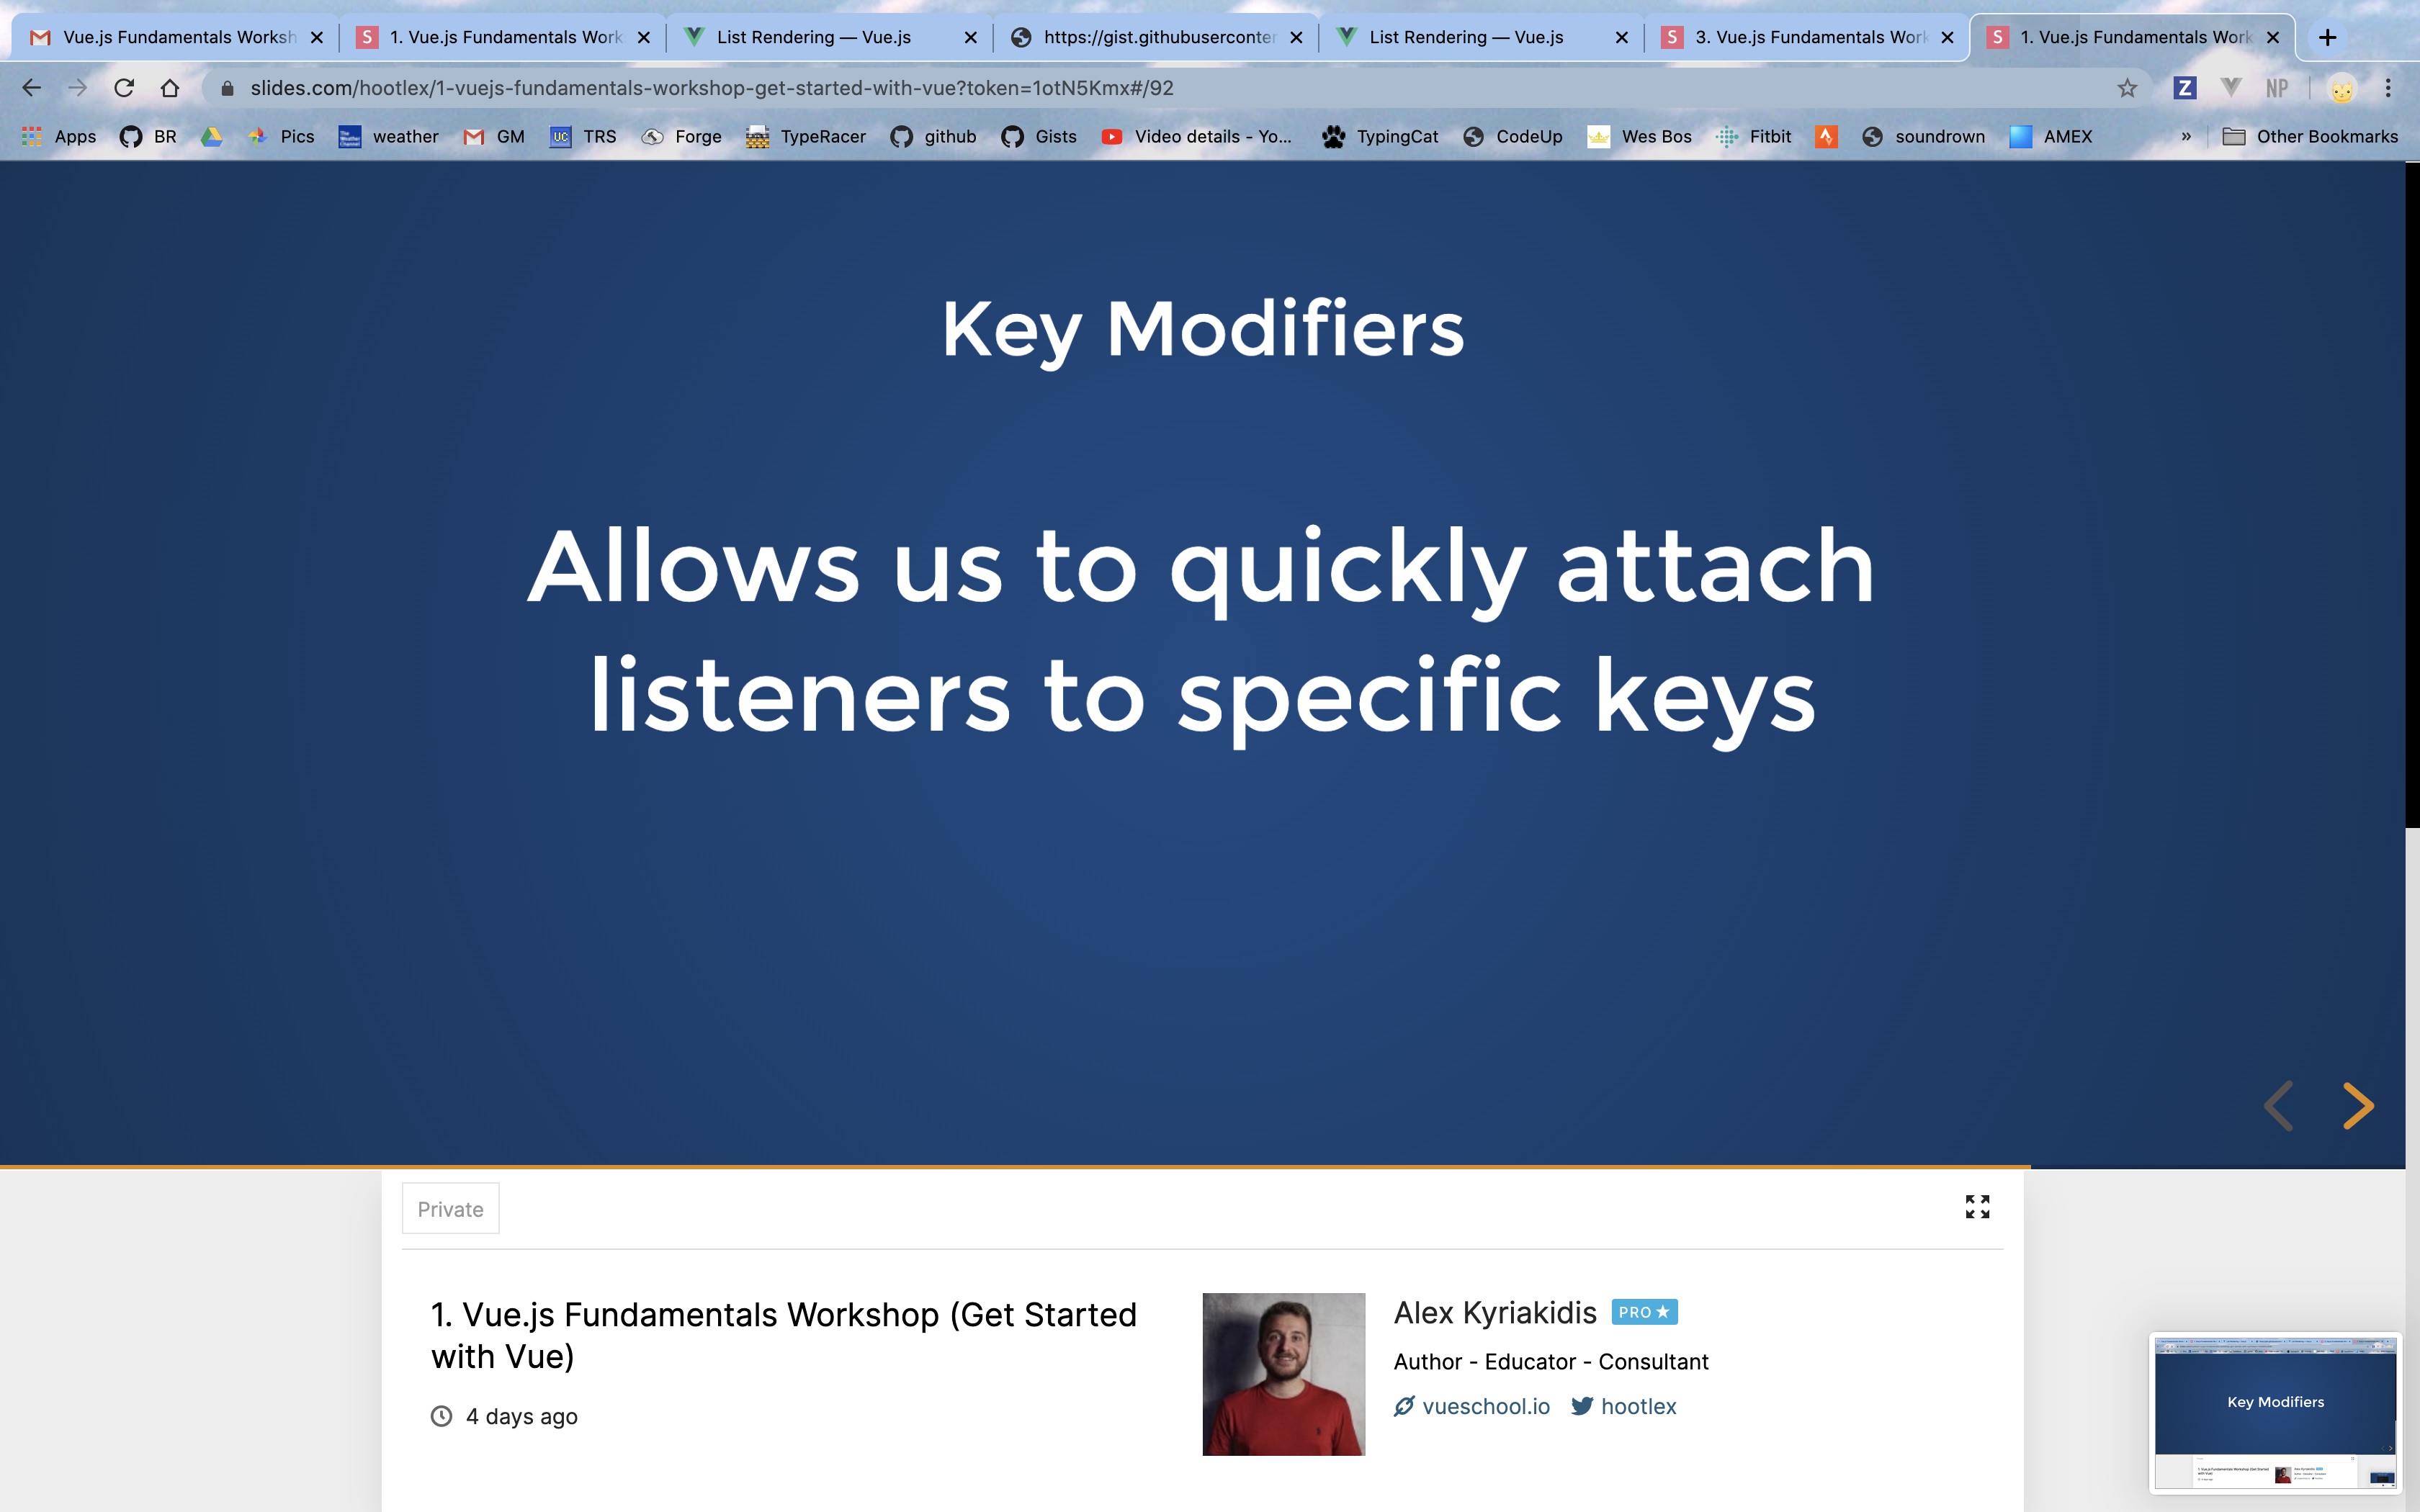 Vue.js Fundamentals Worksh
S 1. Vue.js Fundamentals Work
List Rendering — Vue.js
https://gist.githubuserconter
List Rendering — Vue.js
S 3. Vue.js Fundamentals Work
S 1. Vue.js Fundamentals Work
slides.com/hootlex/1-vuejs-fundamentals-workshop-get-started-with-vue?token=1otN5Kmx#/92
Z NP
Apps BR Pics weather GM UC TRS Forge TypeRacer github Gists Video details - Yo... TypingCat CodeUp Wes Bos Fitbit soundrown AMEX » Other Bookmarks
Key Modifiers
Allows us to quickly attach
listeners to specific keys
Private
1. Vue.js Fundamentals Workshop (Get Started
with Vue)
4 days ago
Alex Kyriakidis PRO
Author - Educator - Consultant
vueschool.io hootlex
Key Modifiers